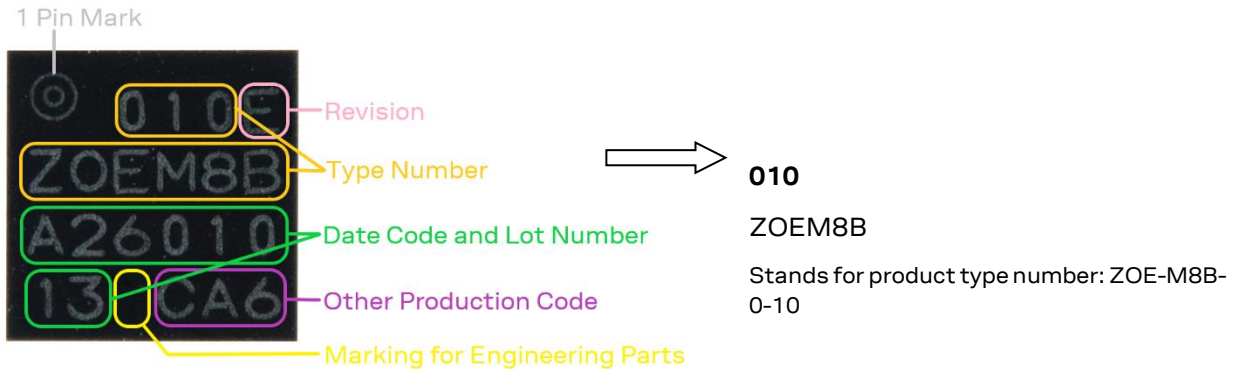 1 Pin Mark
010E
Revision
ZOEM8B
Type Number
A26010
Date Code and Lot Number
13 CA6
Other Production Code
Marking for Engineering Parts
010
ZOEM8B
Stands for product type number: ZOE-M8B-
0-10